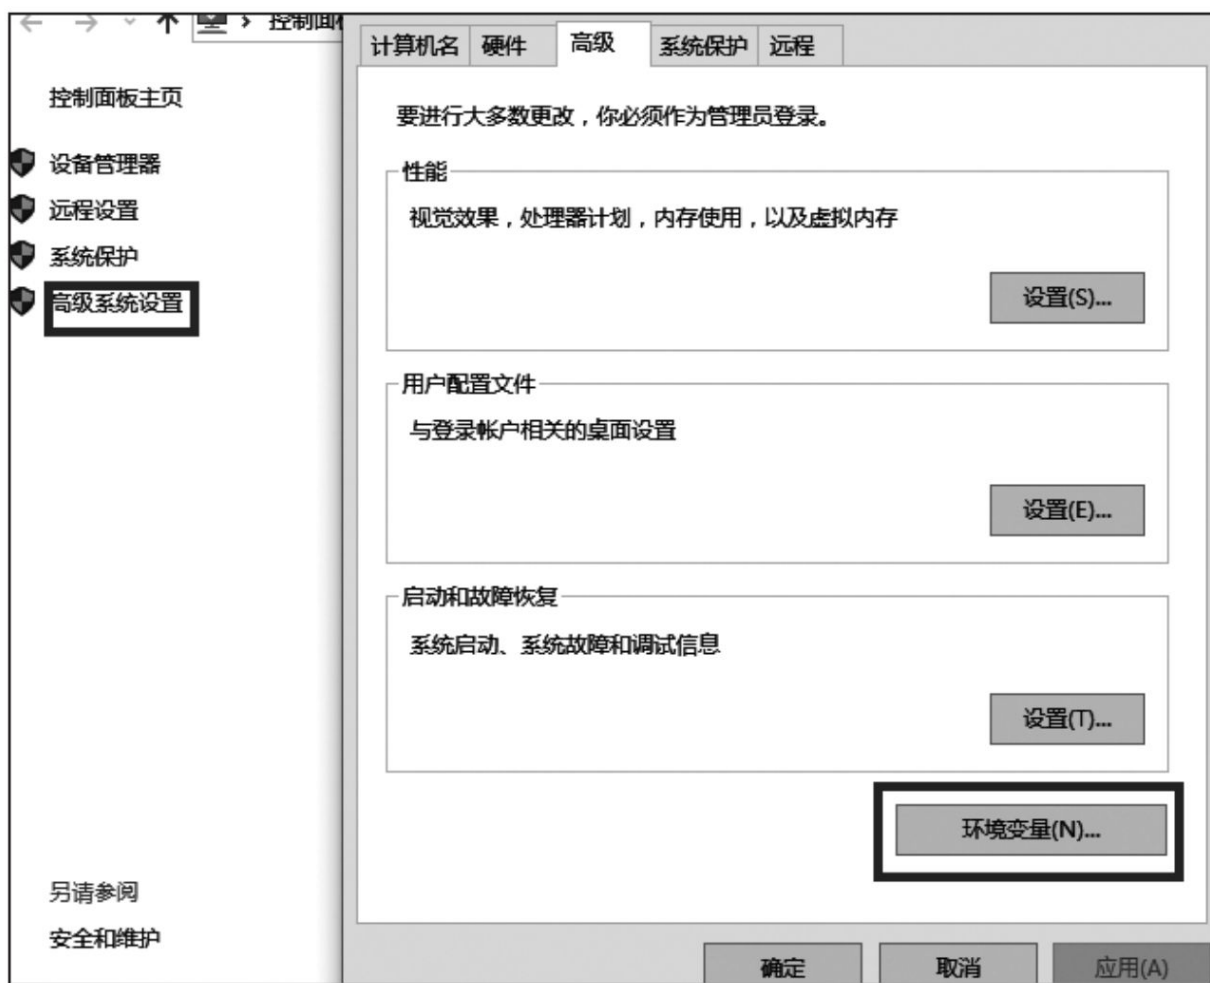 控制面板
控制面板主页
设备管理器
远程设置
系统保护
高级系统设置
另请参阅
安全和维护
计算机名
硬件
高级
系统保护
远程
要进行大多数更改，你必须作为管理员登录。
性能
视觉效果，处理器计划，内存使用，以及虚拟内存
设置(S)...
用户配置文件
与登录帐户相关的桌面设置
设置(E)...
启动和故障恢复
系统启动、系统故障和调试信息
设置(T)...
环境变量(N)...
确定
取消
应用(A)